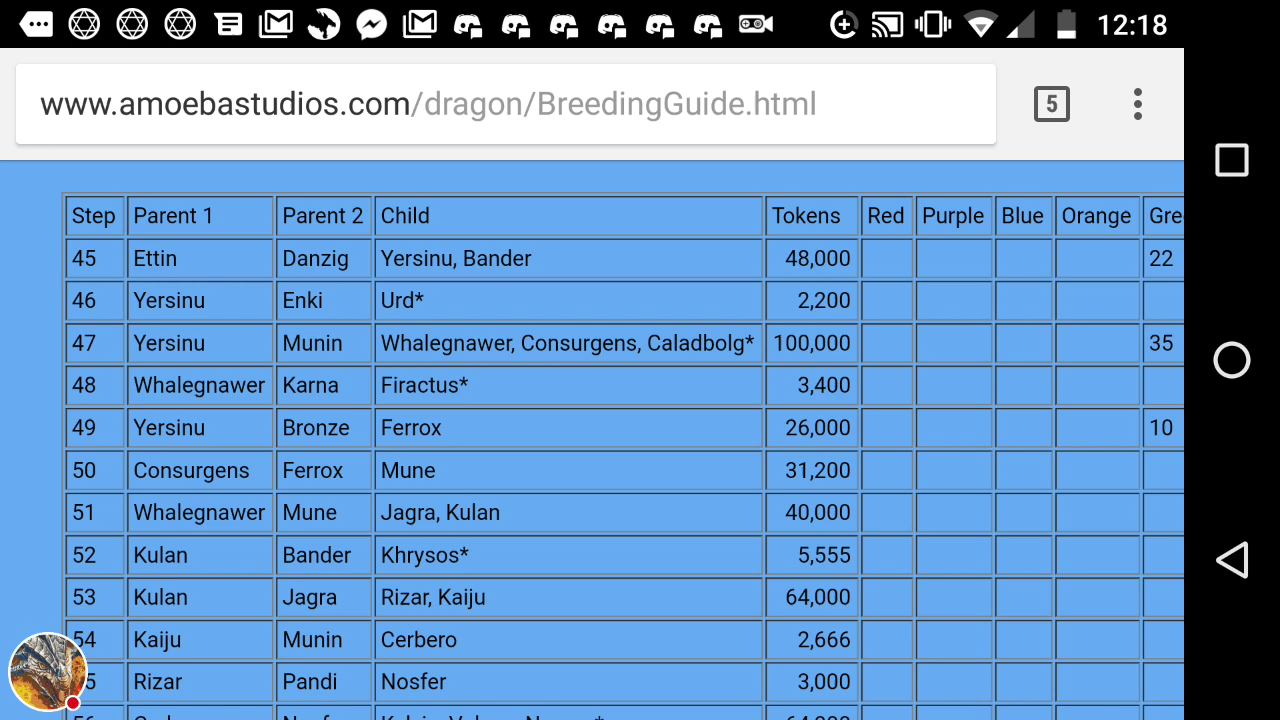 12:18
www.amoebastudios.com/dragon/BreedingGuide.html 5
Step Parent 1 Parent 2 Child Tokens Red Purple Blue Orange Gre
45 Ettin Danzig Yersinu, Bander 48,000 22
46 Yersinu Enki Urd* 2,200
47 Yersinu Munin Whalegnawer, Consurgens, Caladbolg* 100,000 35
48 Whalegnawer Karna Firactus* 3,400
49 Yersinu Bronze Ferrox 26,000 10
50 Consurgens Ferrox Mune 31,200
51 Whalegnawer Mune Jagra, Kulan 40,000
52 Kulan Bander Khrysos* 5,555
53 Kulan Jagra Rizar, Kaiju 64,000
54 Kaiju Munin Cerbero 2,666
5 Rizar Pandi Nosfer 3,000